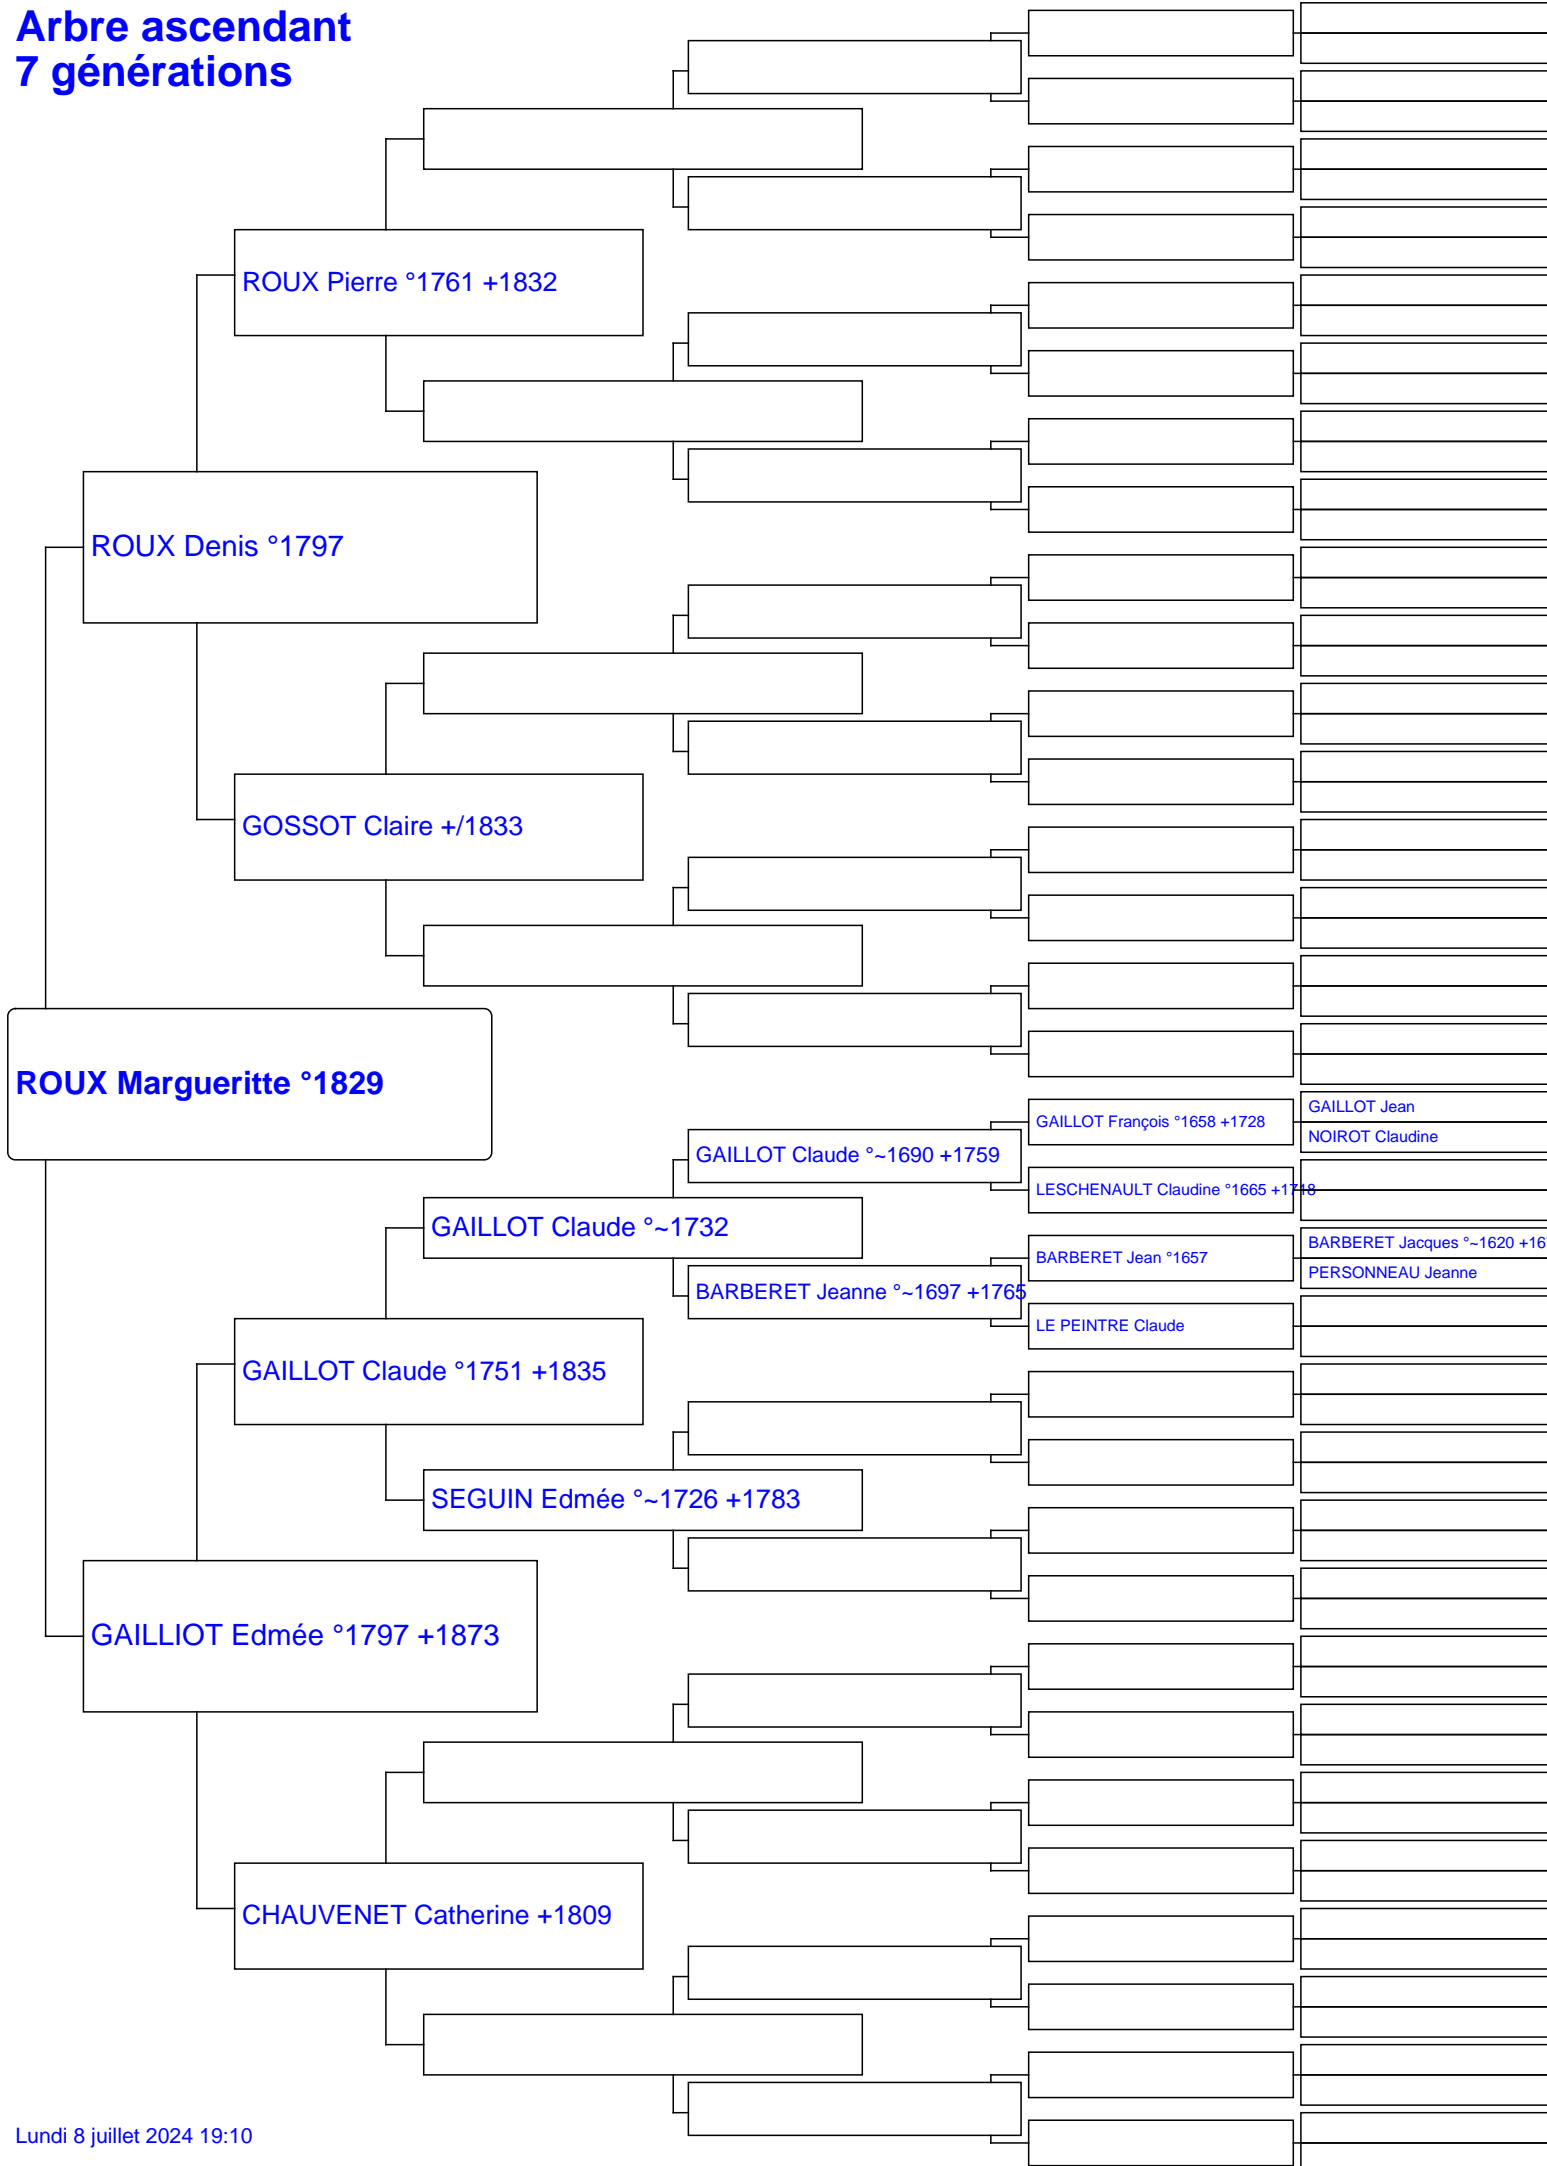 Arbre ascendant
7 générations
ROUX Pierre °1761 +1832
ROUX Denis °1797
GOSSOT Claire +/1833
ROUX Margueritte °1829
GAILLOT François °1658 +1728
GAILLOT Jean
NOIROT Claudine
GAILLOT Claude °~1690 +1759
LESCHENAULT Claudine °1665 +1718
GAILLOT Claude °~1732
BARBERET Jean °1657
BARBERET Jacques °~1620
PERSONNEAU Jeanne
BARBERET Jeanne °~1697 +1765
LE PEINTRE Claude
GAILLOT Claude °1751 +1835
SEGUIN Edmée °~1726 +1783
GAILLIOT Edmée °1797 +1873
CHAUVENET Catherine +1809
Lundi 8 juillet 2024 19:10